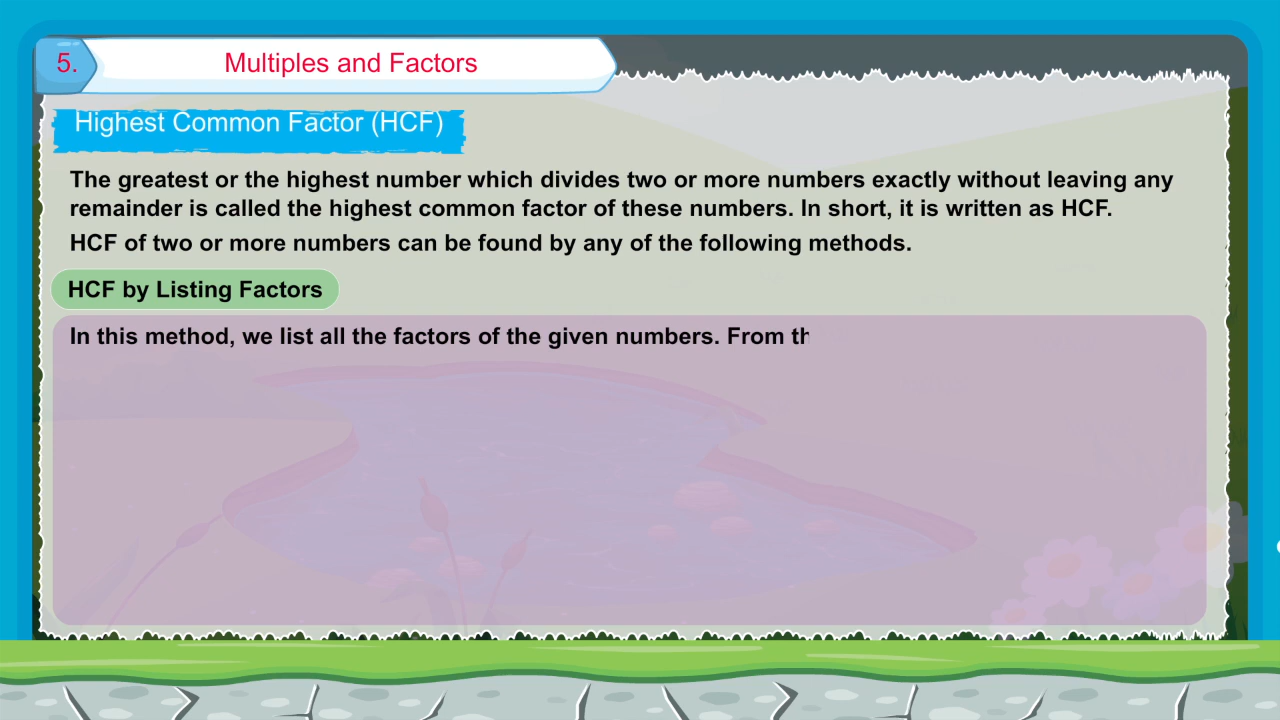 5.
Multiples and Factors
Highest Common Factor (HCF)
The greatest or the highest number which divides two or more numbers exactly without leaving any
remainder is called the highest common factor of these numbers. In short, it is written as HCF.
HCF of two or more numbers can be found by any of the following methods.
HCF by Listing Factors
In this method, we list all the factors of the given numbers. From th